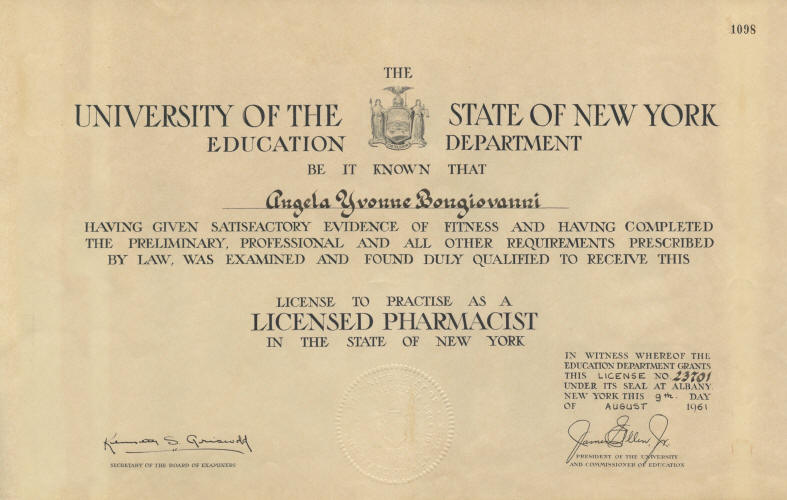 1098
THE
UNIVERSITY OF THE STATE OF NEW YORK
EDUCATION DEPARTMENT
BE IT KNOWN THAT
Angela Yvonne Bongiovanni
HAVING GIVEN SATISFACTORY EVIDENCE OF FITNESS AND HAVING COMPLETED
THE PRELIMINARY, PROFESSIONAL AND ALL OTHER REQUIREMENTS PRESCRIBED
BY LAW, WAS EXAMINED AND FOUND DULY QUALIFIED TO RECEIVE THIS
LICENSE TO PRACTISE AS A
LICENSED PHARMACIST
IN THE STATE OF NEW YORK
IN WITNESS WHEREOF THE
EDUCATION DEPARTMENT GRANTS
THIS LICENSE NO. 23701
UNDER ITS SEAL AT ALBANY,
NEW YORK THIS 9th. DAY
OF AUGUST 1961
Kenneth S. Griswold
SECRETARY OF THE BOARD OF EXAMINERS
James E. Allen, Jr.
PRESIDENT OF THE UNIVERSITY
AND COMMISSIONER OF EDUCATION